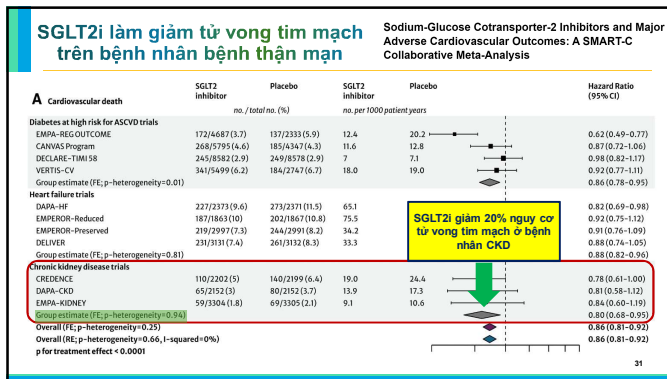 SGLT2i làm giảm tử vong tim mạch
trên bệnh nhân bệnh thận mạn
Sodium-Glucose Cotransporter-2 Inhibitors and Major
Adverse Cardiovascular Outcomes: A SMART-C
Collaborative Meta-Analysis
A Cardiovascular death
SGLT2 inhibitor Placebo SGLT2 inhibitor Placebo Hazard Ratio (95% CI)
no. / total no. (%) no. per 1000 patient years
Diabetes at high risk for ASCVD trials
EMPA-REG OUTCOME 172/4687 (3.7) 137/2333 (5.9) 12.4 20.2 0.62 (0.49-0.77)
CANVAS Program 268/5795 (4.6) 185/4347 (4.3) 11.6 12.8 0.87 (0.72-1.06)
DECLARE-TIMI 58 245/8582 (2.9) 249/8578 (2.9) 7 7.1 0.98 (0.82-1.17)
VERTIS-CV 341/5499 (6.2) 184/2747 (6.7) 18.0 19.0 0.92 (0.77-1.11)
Group estimate (FE; p-heterogeneity=0.01) 0.86 (0.78-0.95)
Heart failure trials
DAPA-HF 227/2373 (9.6) 273/2371 (11.5) 65.1 0.82 (0.69-0.98)
EMPEROR-Reduced 187/1863 (10) 202/1867 (10.8) 75.5 0.92 (0.75-1.12)
EMPEROR-Preserved 219/2997 (7.3) 244/2991 (8.2) 34.2 0.91 (0.76-1.09)
DELIVER 231/3131 (7.4) 261/3132 (8.3) 33.3 0.88 (0.74-1.05)
Group estimate (FE; p-heterogeneity=0.81) 0.88 (0.82-0.96)
SGLT2i giảm 20% nguy cơ
tử vong tim mạch ở bệnh
nhân CKD
Chronic kidney disease trials
CREDENCE 110/2202 (5) 140/2199 (6.4) 19.0 24.4 0.78 (0.61-1.00)
DAPA-CKD 65/2152 (3) 80/2152 (3.7) 13.9 17.3 0.81 (0.58-1.12)
EMPA-KIDNEY 59/3304 (1.8) 69/3305 (2.1) 9.1 10.6 0.84 (0.60-1.19)
Group estimate (FE; p-heterogeneity=0.94) 0.80 (0.68-0.95)
Overall (FE; p-heterogeneity=0.25) 0.86 (0.81-0.92)
Overall (RE; p-heterogeneity=0.66, I-squared=0%) 0.86 (0.81-0.92)
p for treatment effect < 0.0001
31